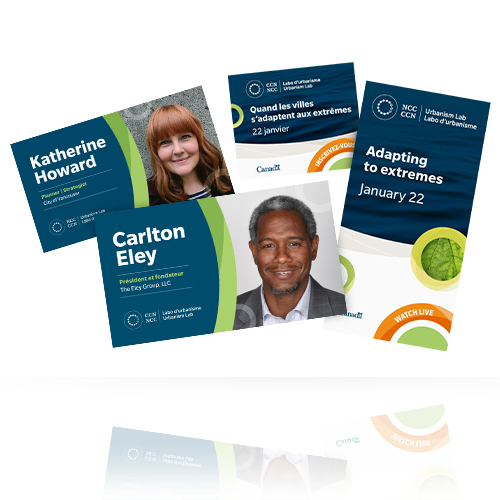 Katherine
Howard
Planner | Strategist
City of Vancouver
CCN
NCC
Urbanism Lab
CCN
NCC
Labo d'urbanisme
Urbanism Lab
Quand les villes
s'adaptent aux extrêmes
22 janvier
INSCRIVEZ-VOUS
Canada
NCC
CCN
Urbanism Lab
Labo d'urbanisme
Adapting
to extremes
January 22
WATCH LIVE
Canada
Carlton
Eley
Président et fondateur
The Eley Group, LLC
CCN
NCC
Labo d'urbanisme
Urbanism Lab